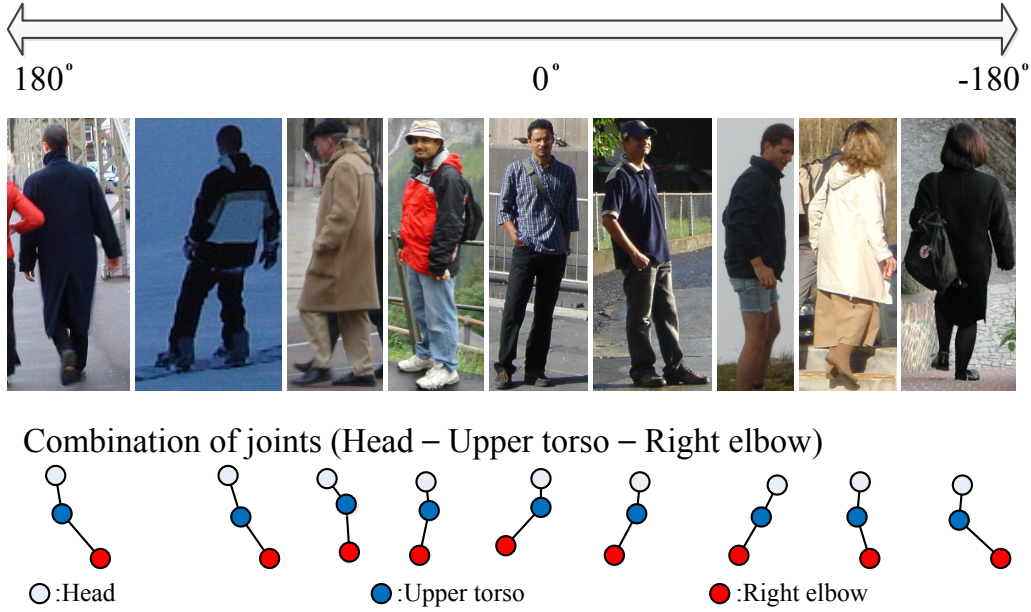 180° 0° -180°
Combination of joints (Head – Upper torso – Right elbow)
:Head :Upper torso :Right elbow